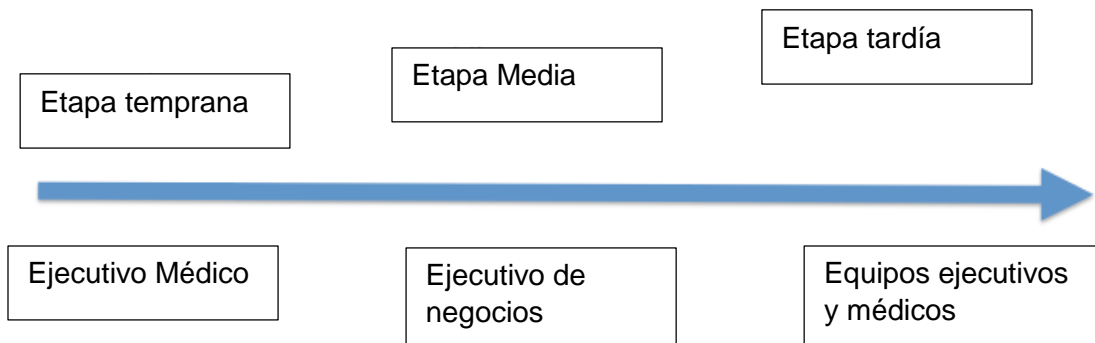 Etapa temprana
Etapa Media
Etapa tardía
Ejecutivo Médico
Ejecutivo de
negocios
Equipos ejecutivos
y médicos